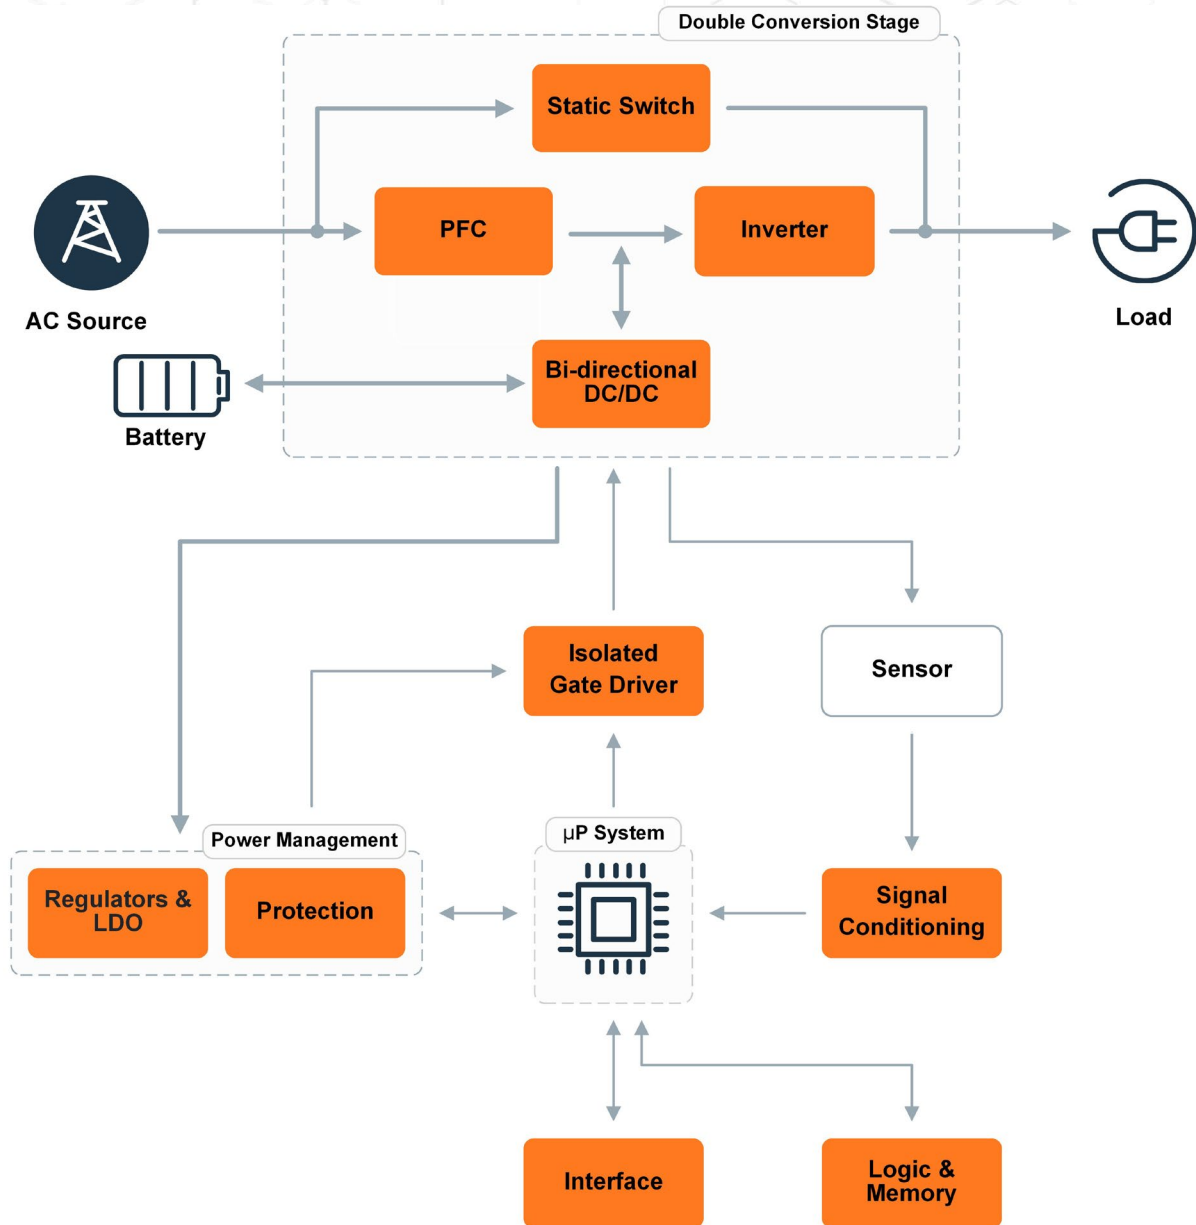 Double Conversion Stage
Static Switch
PFC
Inverter
AC Source
Load
Bi-directional
DC/DC
Battery
Isolated
Gate Driver
Sensor
Power Management
µP System
Regulators &
LDO
Protection
Signal
Conditioning
Interface
Logic &
Memory